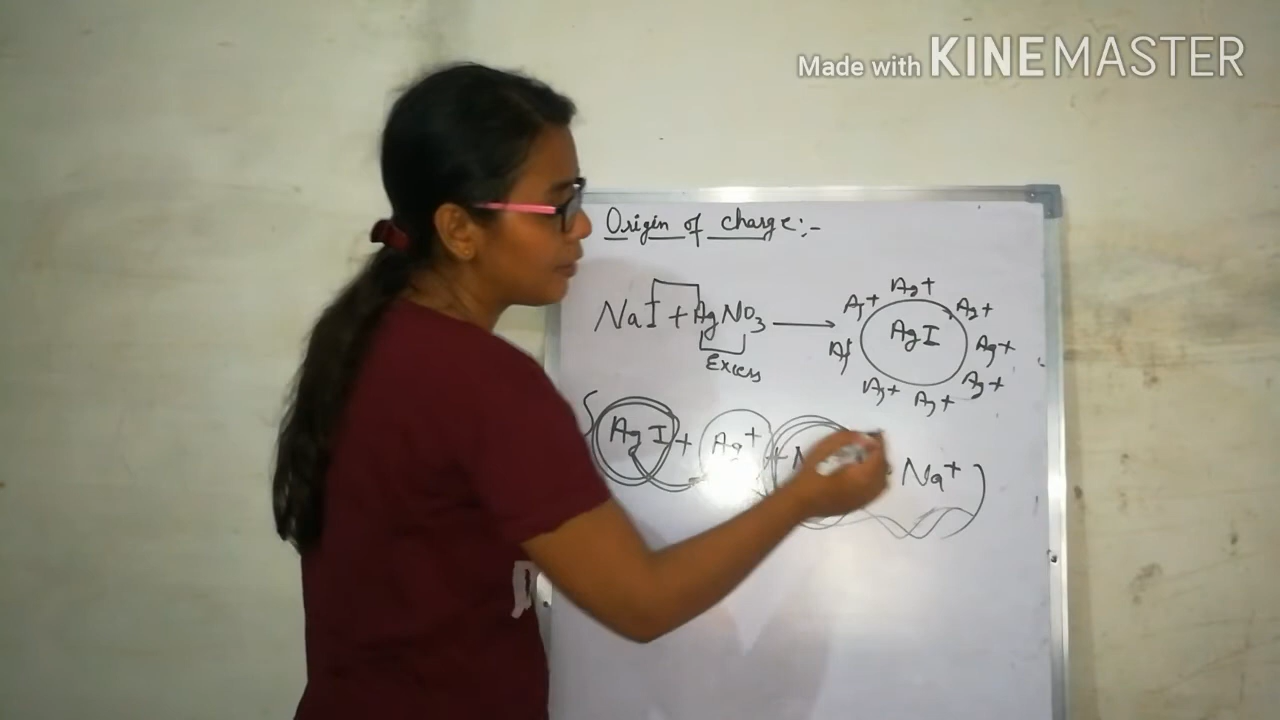 Made with KINEMASTER
Origin of charge:-
NaI + AgNO3 →
Excess
Ag+
Ag+
Ag+
Ag+
Ag+
Ag+
Ag+
AgI
AgI + Ag+ + N
Na+